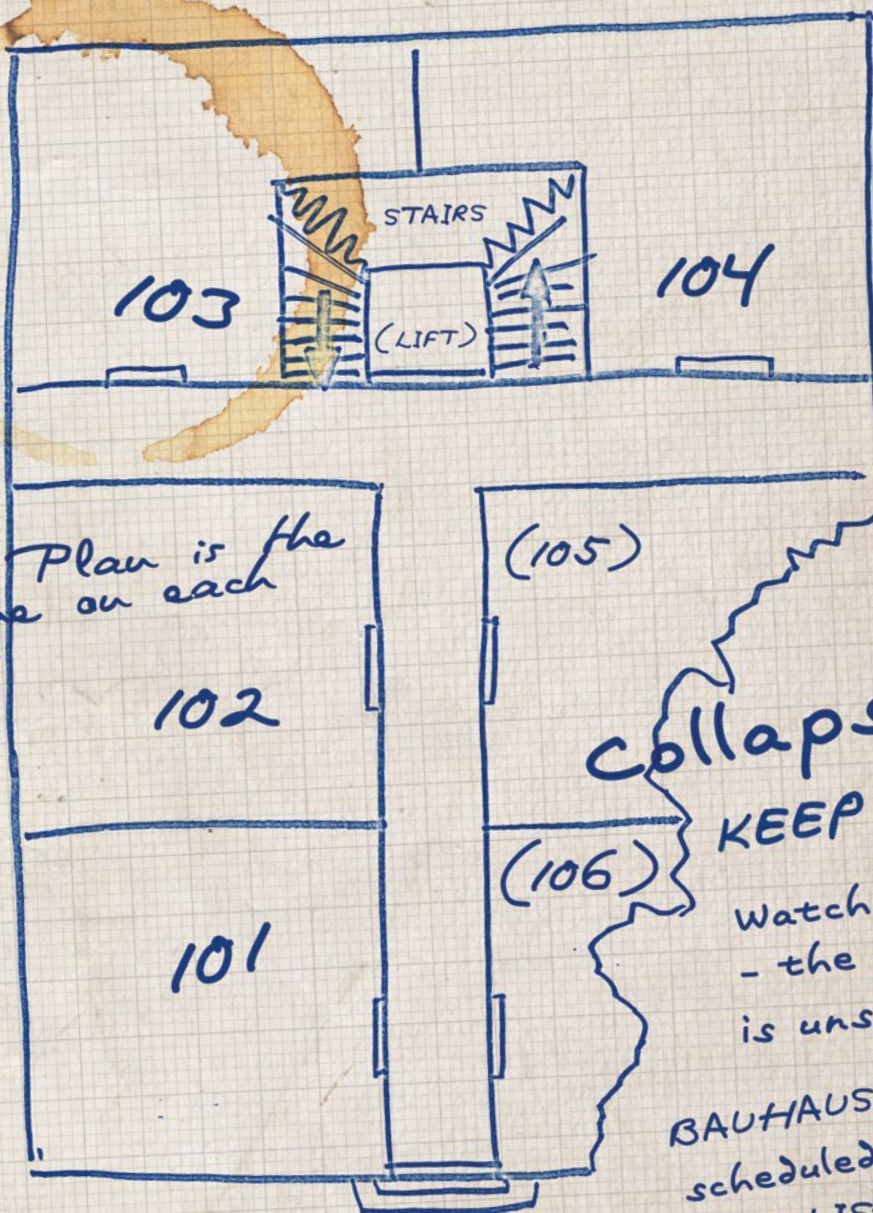 STAIRS
103
104
(LIFT)
Plan is the
on each
(105)
102
Collaps
KEEP
(106)
101
Watch
- the
is uns
BAUHAUS
scheduled